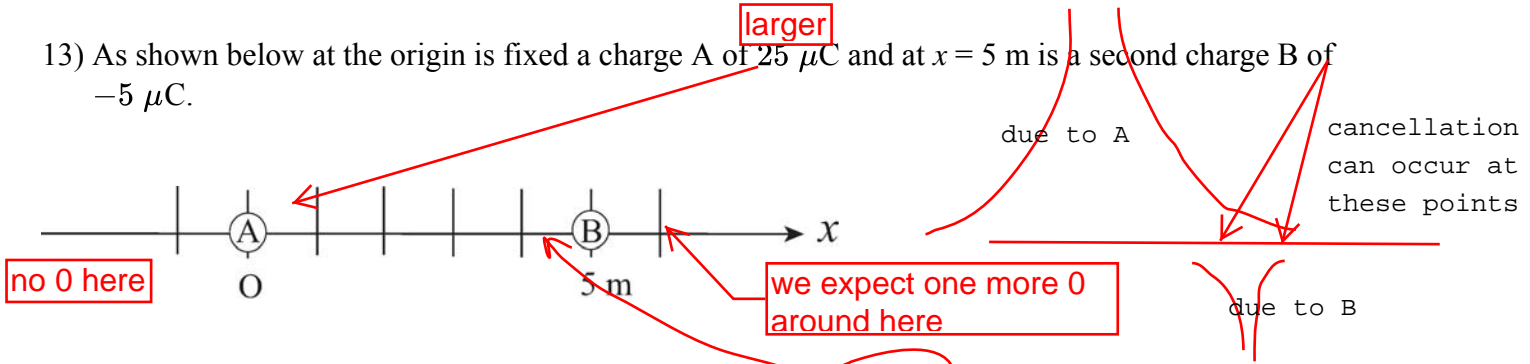 larger
13) As shown below at the origin is fixed a charge A of 25 μC and at x = 5 m is a second charge B of
−5 μC.
due to A
cancellation
can occur at
these points
A
B
x
no 0 here
O
5 m
we expect one more 0
around here
due to B